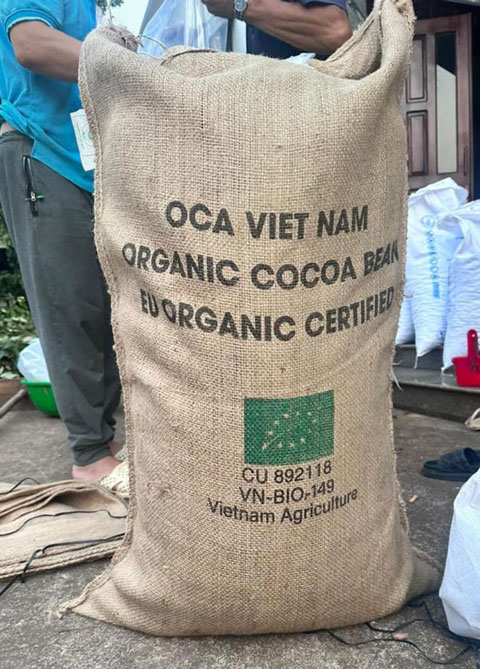 OCA VIET NAM
ORGANIC COCOA BEAN
EU ORGANIC CERTIFIED
CU 892118
VN-BIO-149
Vietnam Agriculture